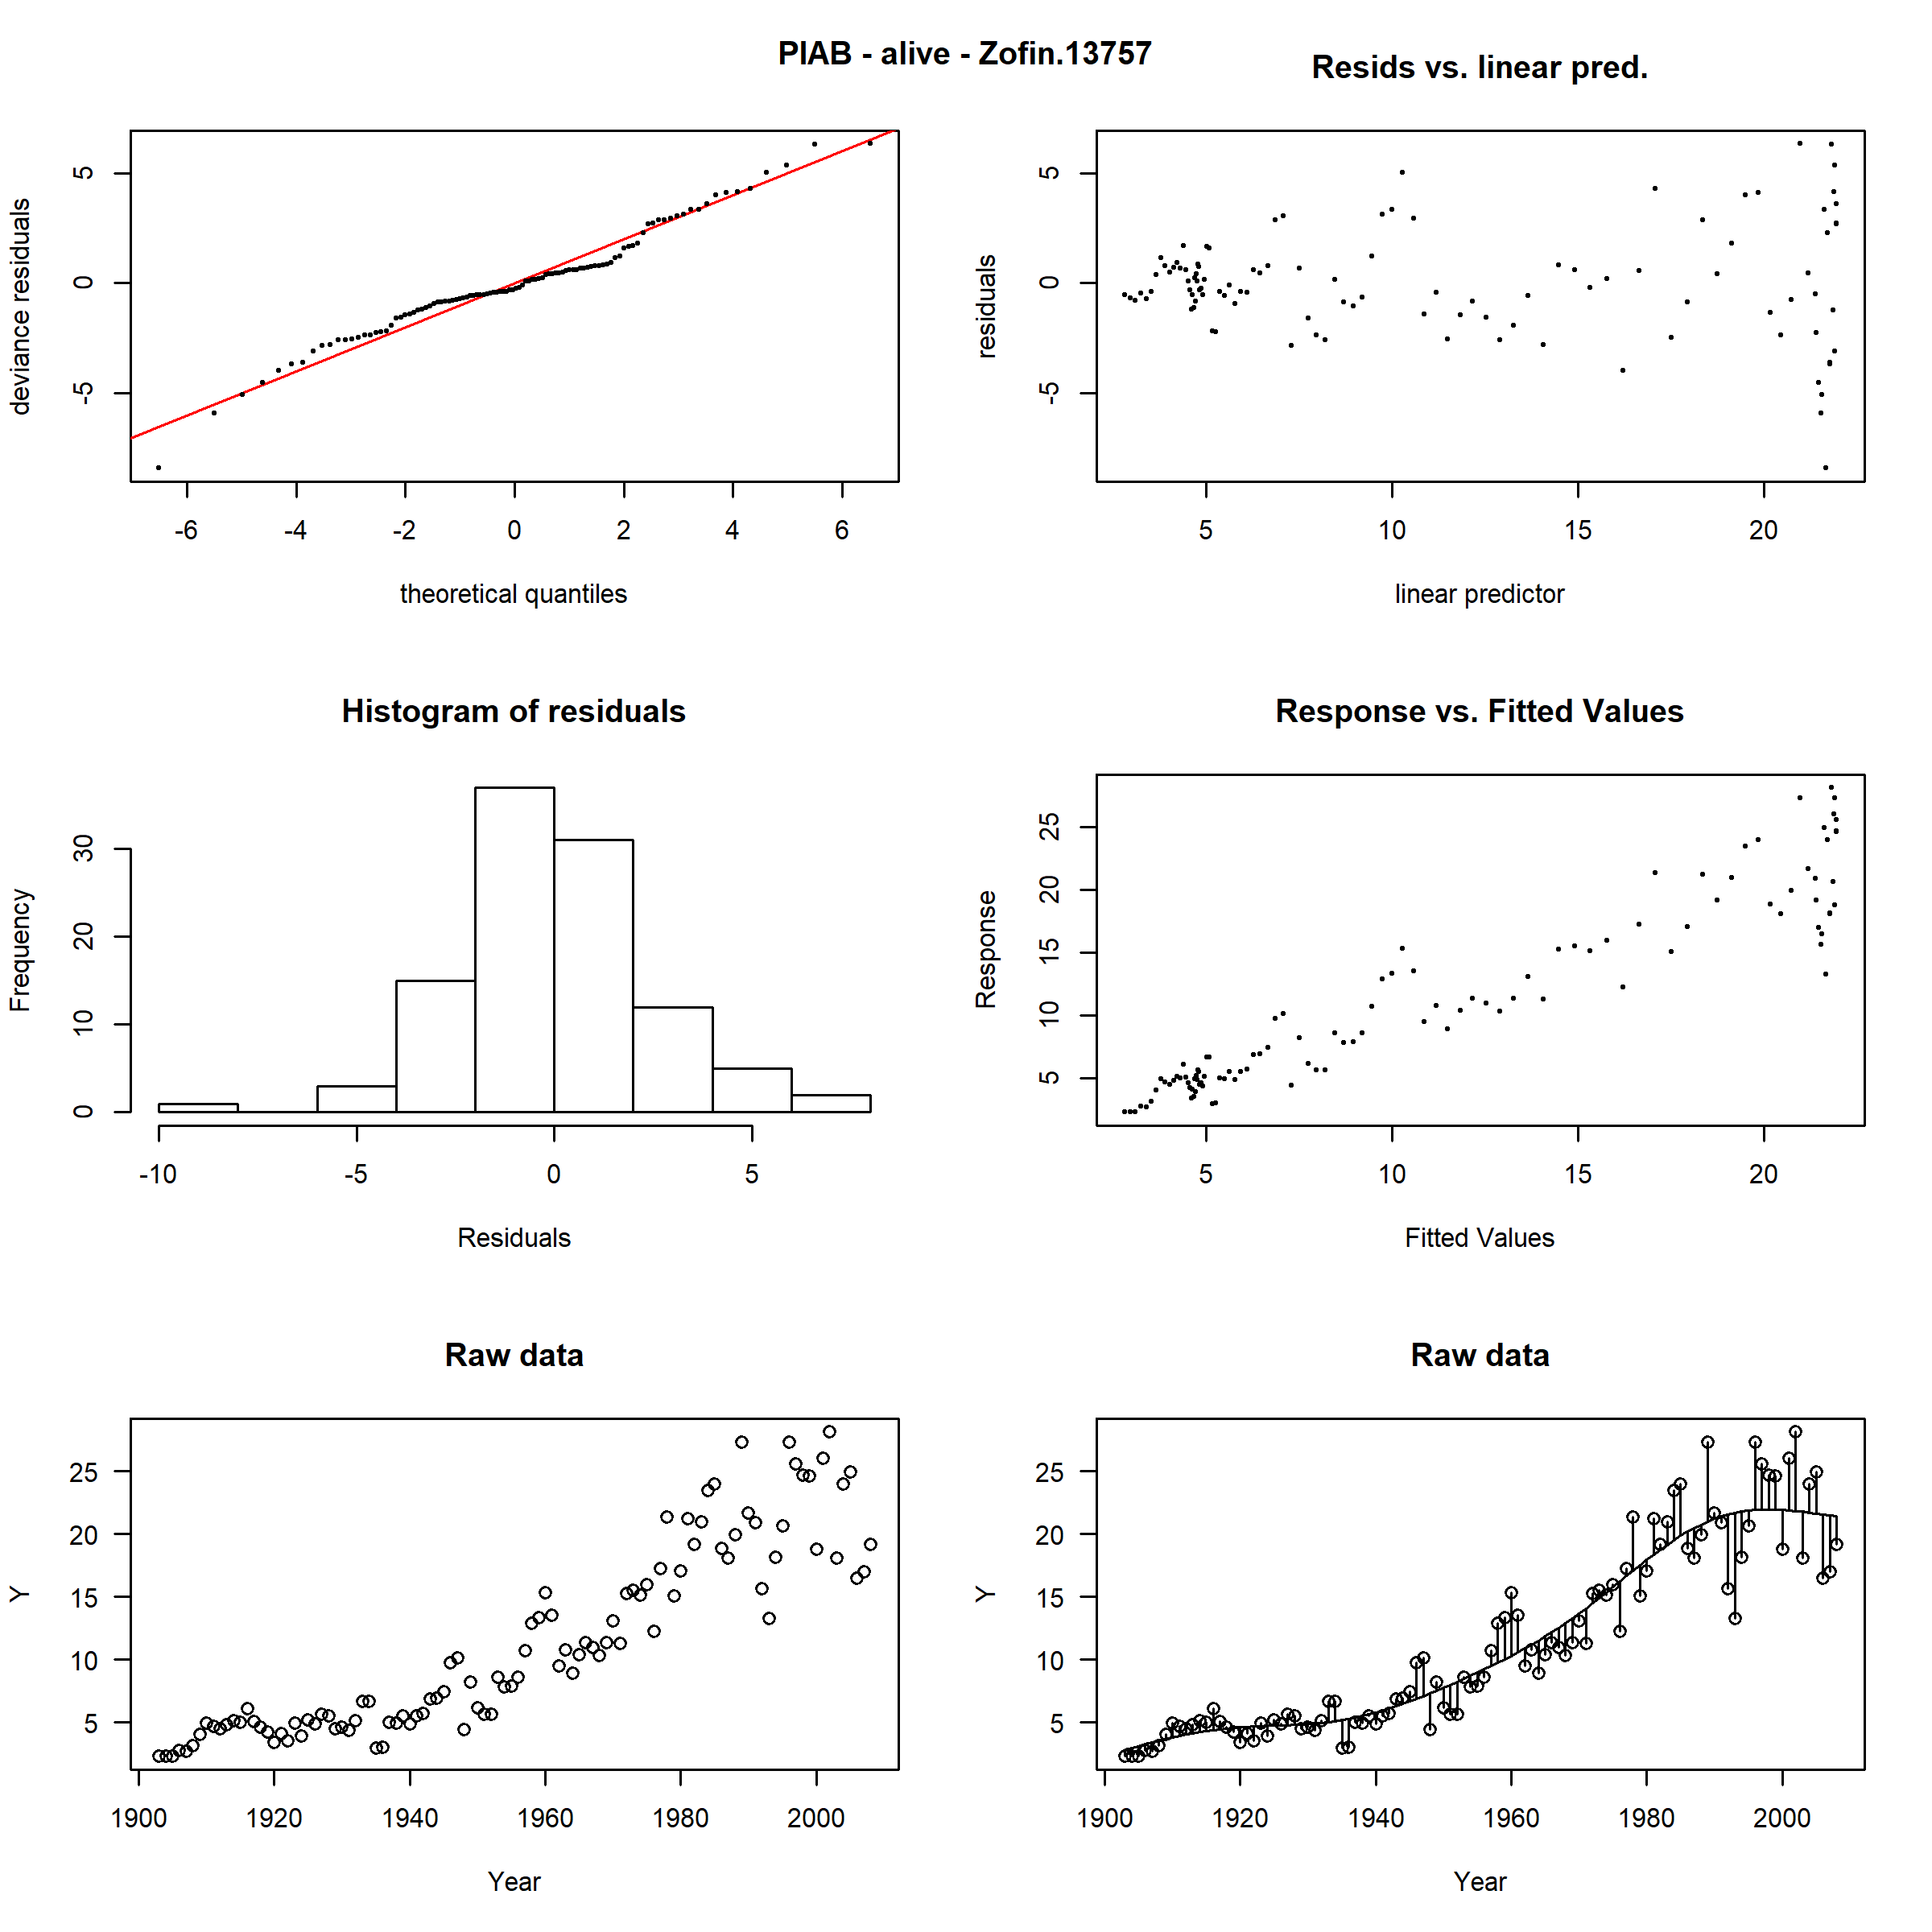 PIAB - alive - Zofin.13757
Resids vs. linear pred.
deviance residuals
5
0
-5
-6 -4 -2 0 2 4 6
theoretical quantiles
residuals
5
0
-5
5 10 15 20
linear predictor
Histogram of residuals
Frequency
30
20
10
0
-10 -5 0 5
Residuals
Response vs. Fitted Values
Response
25
20
15
10
5
5 10 15 20
Fitted Values
Raw data
Y
25
20
15
10
5
1900 1920 1940 1960 1980 2000
Year
Raw data
Y
25
20
15
10
5
1900 1920 1940 1960 1980 2000
Year